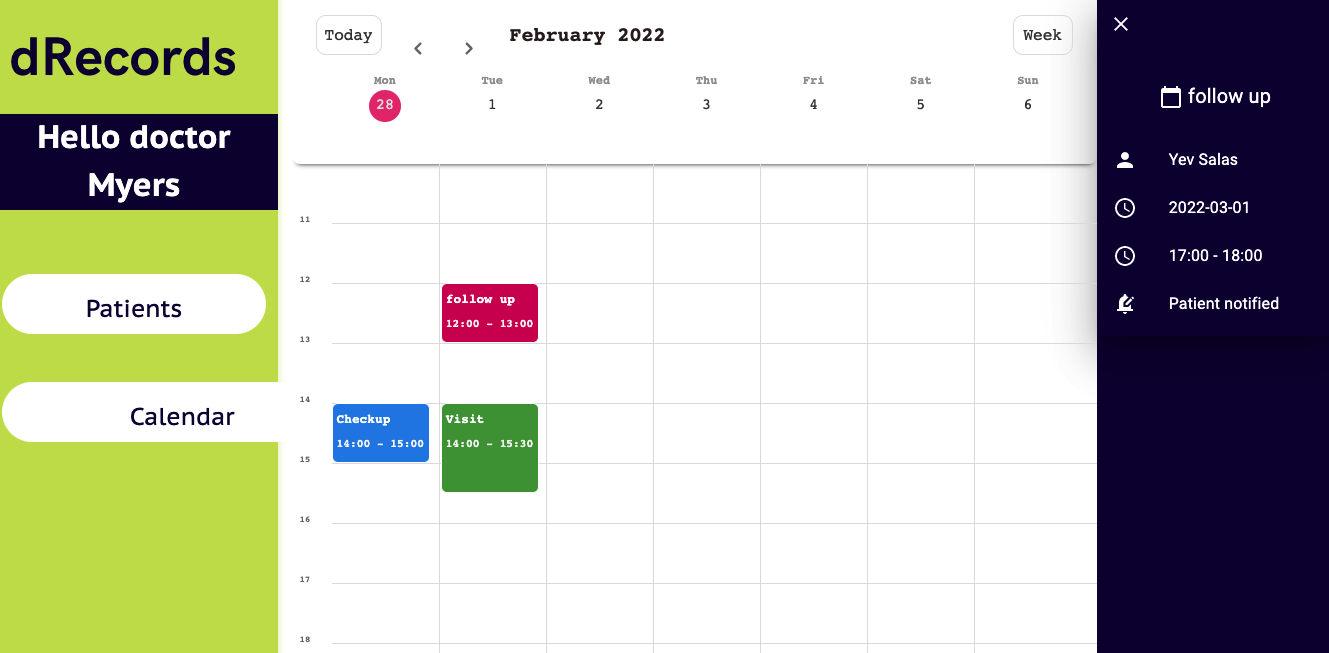 dRecords
Hello doctor
Myers
Patients
Calendar
Today
February 2022
Week
Mon Tue Wed Thu Fri Sat Sun
28 1 2 3 4 5 6
11
12
follow up
12:00 - 13:00
13
14
Checkup
14:00 - 15:00
Visit
14:00 - 15:30
15
16
17
18
follow up
Yev Salas
2022-03-01
17:00 - 18:00
Patient notified